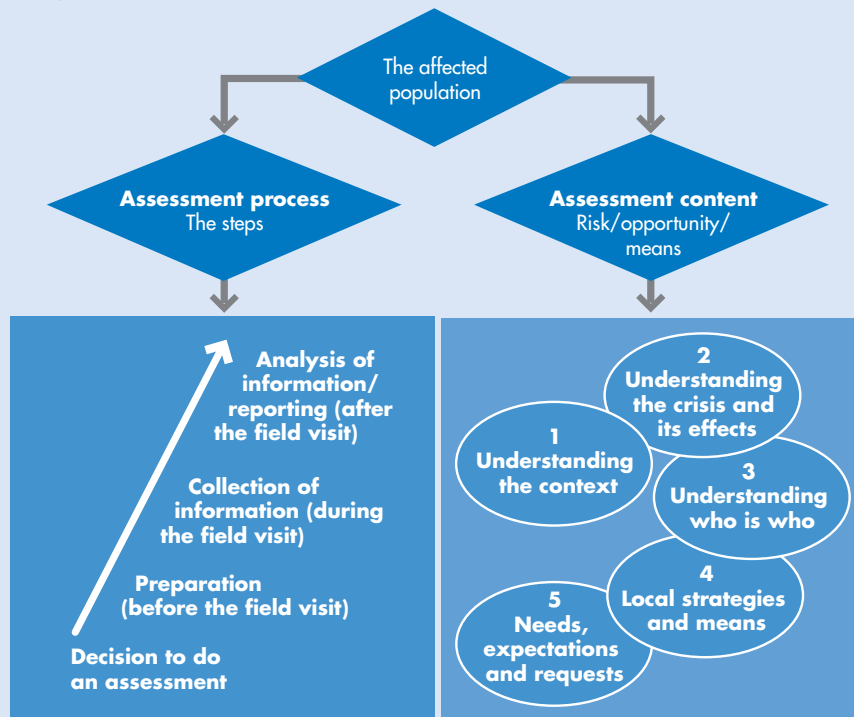 The affected
population
Assessment process
The steps
Assessment content
Risk/opportunity/
means
Analysis of
information/
reporting (after
the field visit)
Collection of
information (during
the field visit)
Preparation
(before the field visit)
Decision to do
an assessment
1
Understanding
the context
2
Understanding
the crisis and
its effects
3
Understanding
who is who
4
Local strategies
and means
5
Needs,
expectations
and requests